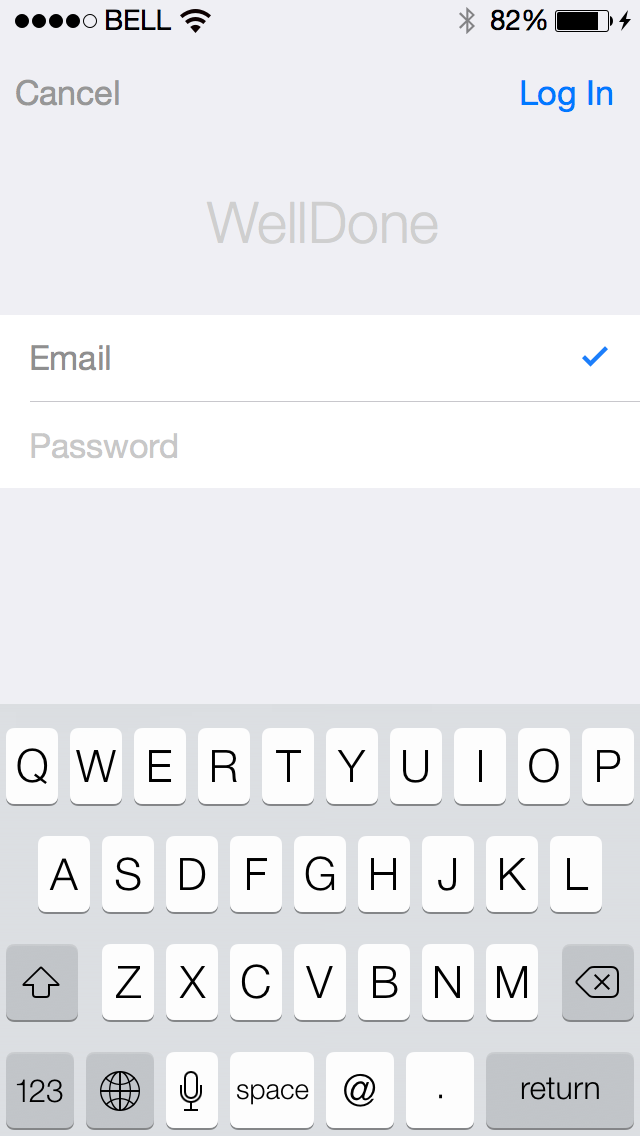 BELL 82%
Cancel Log In
WellDone
Email
Password
Q W E R T Y U I O P
A S D F G H J K L
Z X C V B N M
123 space @ . return